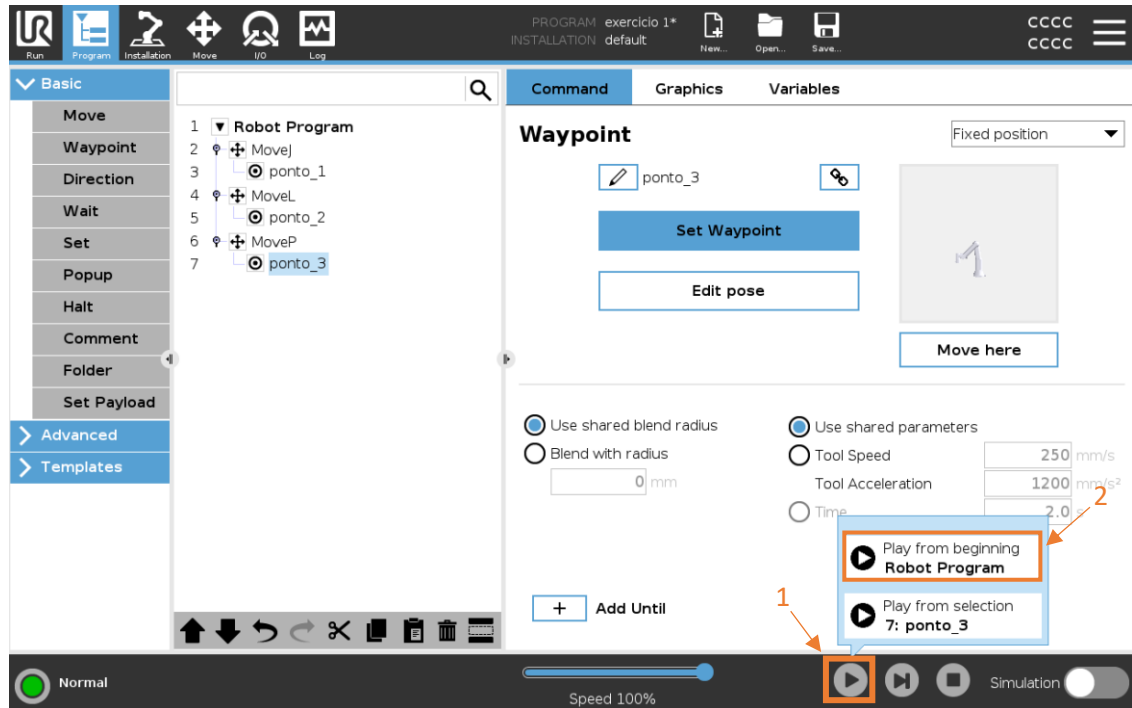 PROGRAM exercicio 1*
INSTALLATION default
New...
Open...
Save...
CCCC
CCCC
UR
Run
Program
Installation
Move
I/O
Log
Basic
Move
Waypoint
Direction
Wait
Set
Popup
Halt
Comment
Folder
Set Payload
Advanced
Templates
1 Robot Program
2 MoveJ
3 ponto_1
4 MoveL
5 ponto_2
6 MoveP
7 ponto_3
Command Graphics Variables
Waypoint
Fixed position
ponto_3
Set Waypoint
Edit pose
Move here
Use shared blend radius
Blend with radius
0 mm
Use shared parameters
Tool Speed 250 mm/s
Tool Acceleration 1200 mm/s²
Time 2.0 s
2
Play from beginning
Robot Program
Play from selection
7: ponto_3
1
+ Add Until
Normal
Speed 100%
Simulation